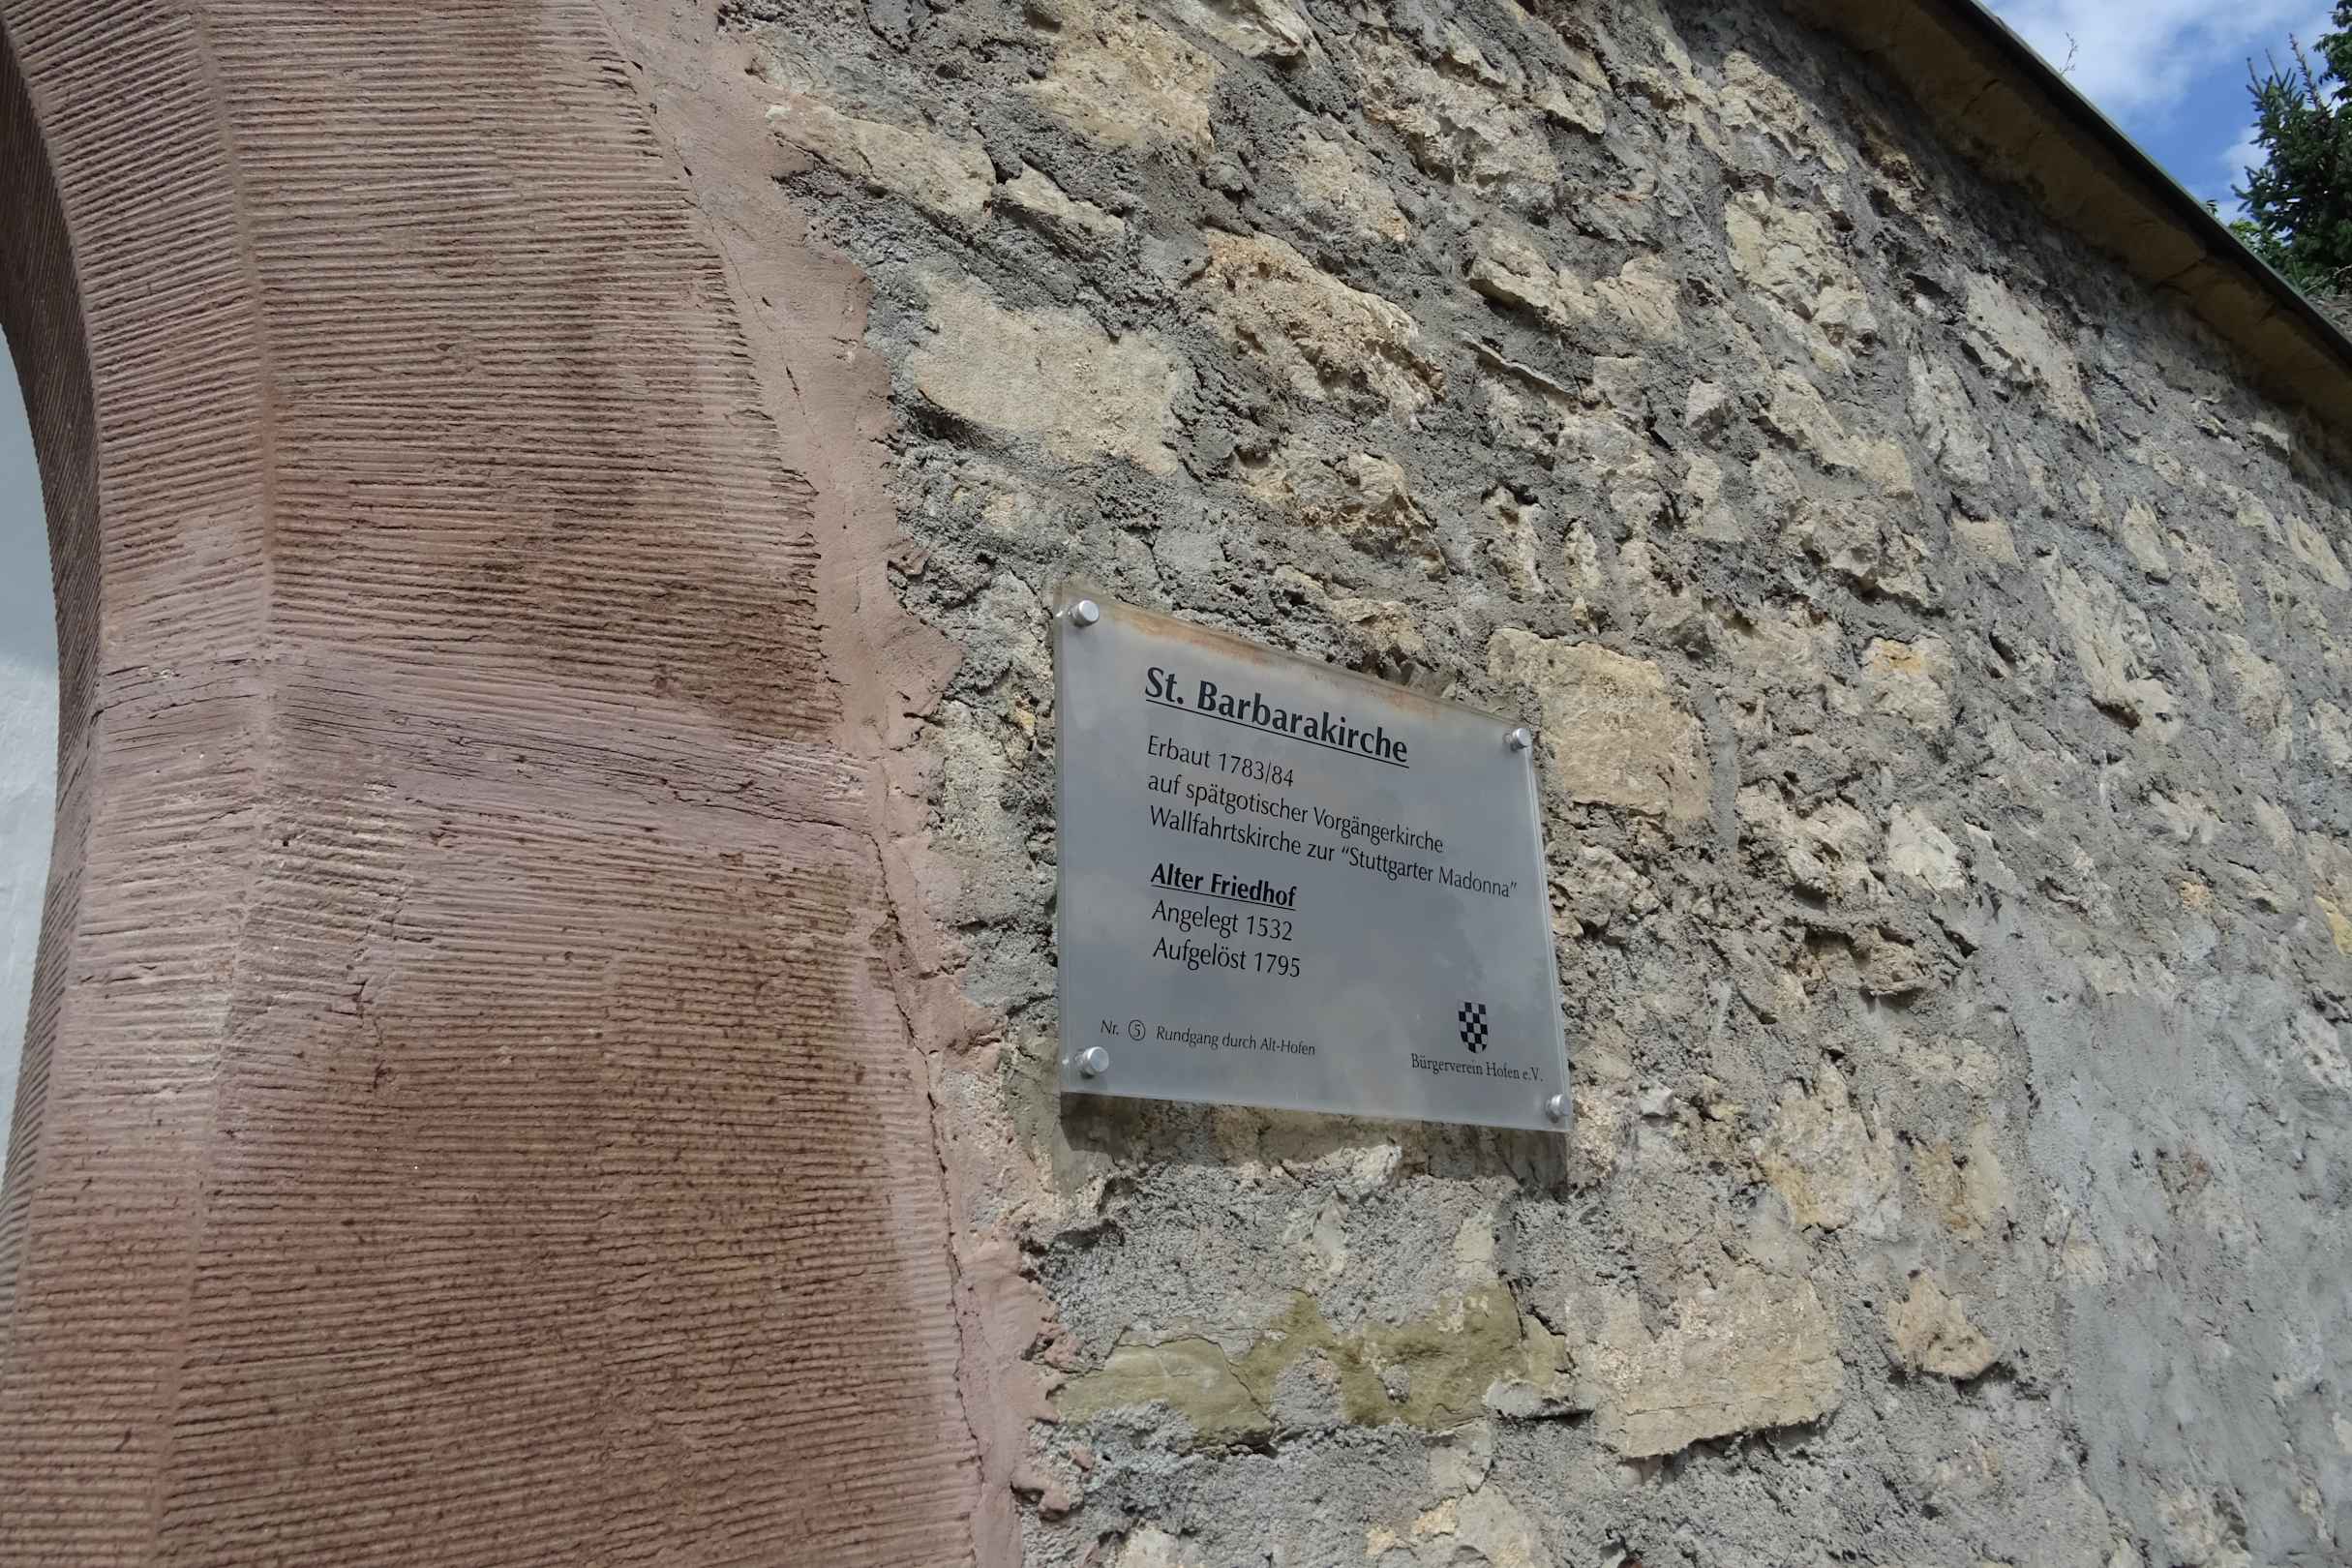 St. Barbarakirche
Erbaut 1783/84
auf spätgotischer Vorgängerkirche
Wallfahrtskirche zur “Stuttgarter Madonna”
Alter Friedhof
Angelegt 1532
Aufgelöst 1795
Nr. 5 Rundgang durch Alt-Hofen
Bürgerverein Hofen e.V.